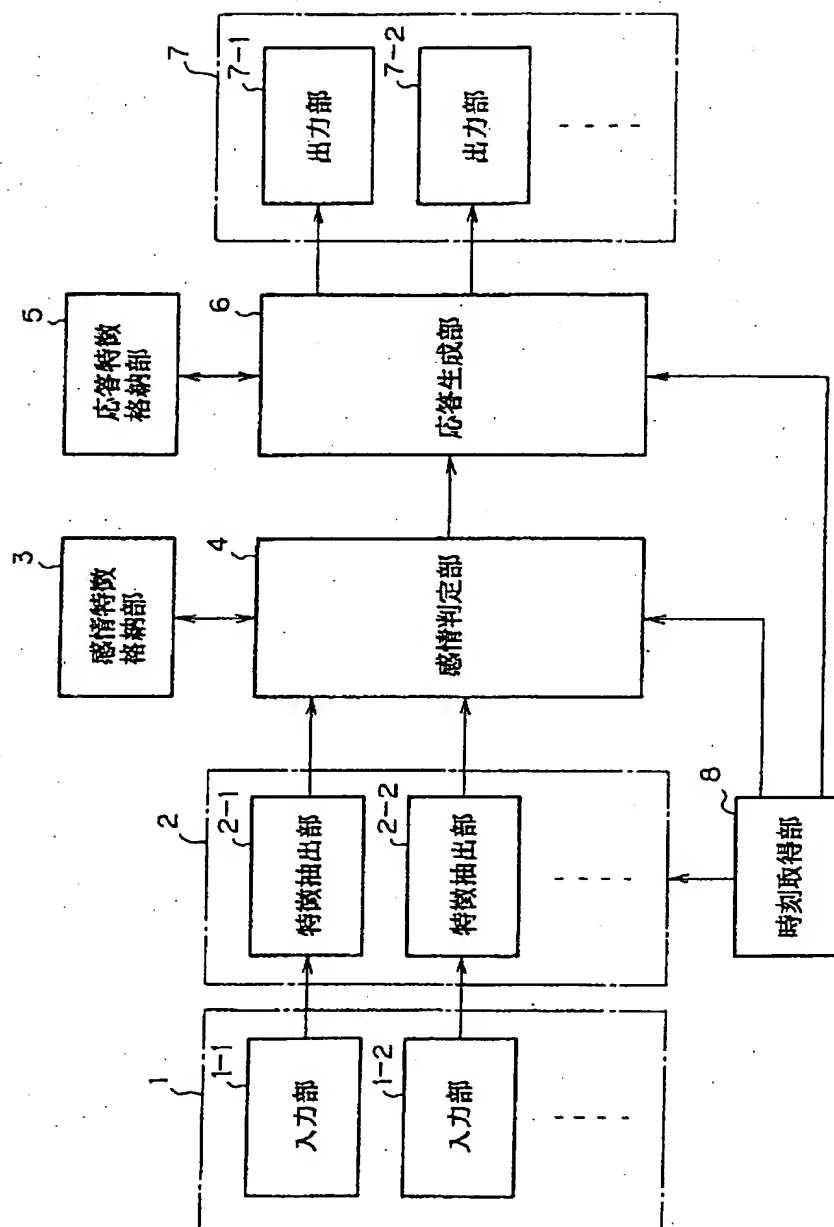 1
1-1
入力部
1-2
入力部
2
2-1
特徴抽出部
2-2
特徴抽出部
3
感情特徴
格納部
4
感情判定部
5
応答特徴
格納部
6
応答生成部
7
7-1
出力部
7-2
出力部
8
時刻取得部